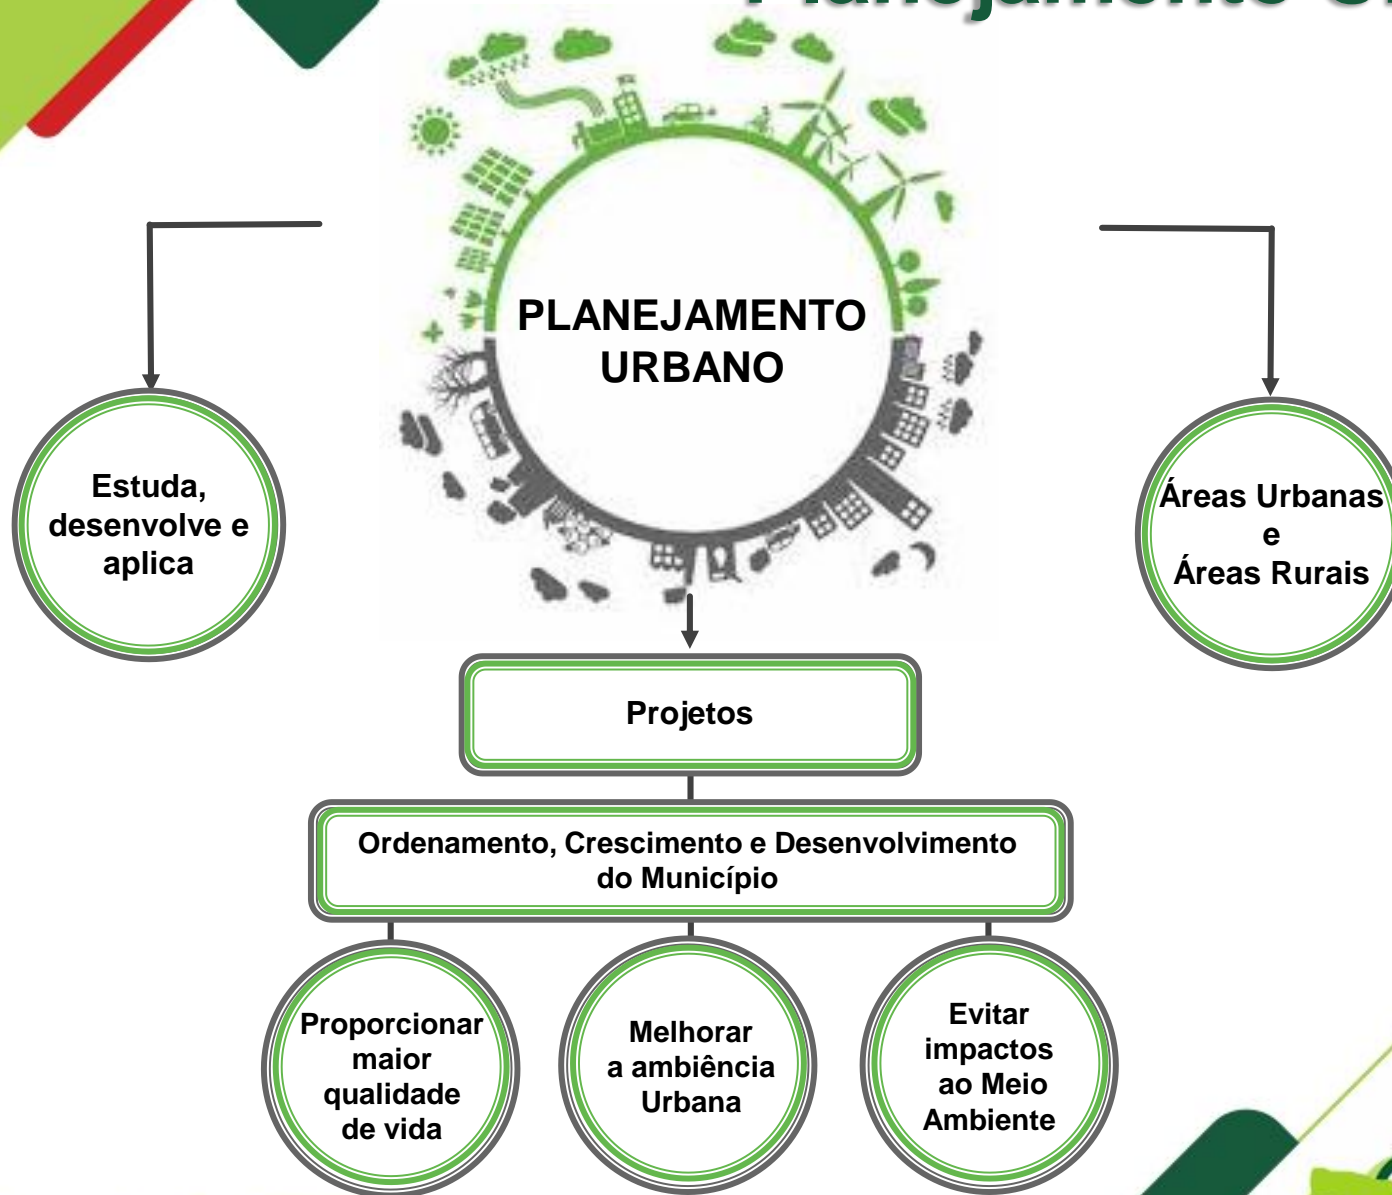 Planejamento
PLANEJAMENTO
URBANO
Estuda,
desenvolve e
aplica
Áreas Urbanas
e
Áreas Rurais
Projetos
Ordenamento, Crescimento e Desenvolvimento
do Município
Proporcionar
maior
qualidade
de vida
Melhorar
a ambiência
Urbana
Evitar
impactos
ao Meio
Ambiente